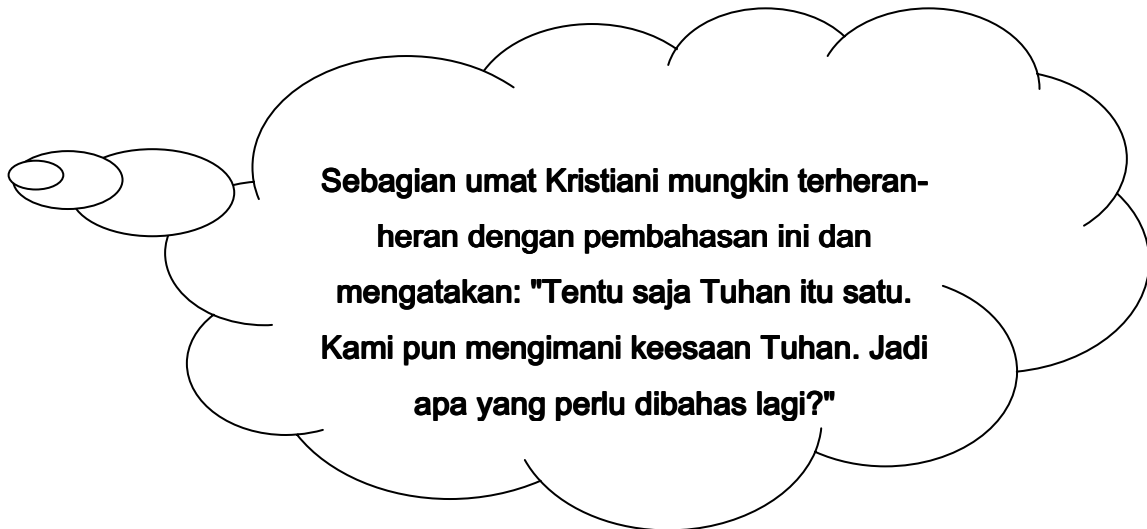 Sebagian umat Kristiani mungkin terheran-
heran dengan pembahasan ini dan
mengatakan: "Tentu saja Tuhan itu satu.
Kami pun mengimani keesaan Tuhan. Jadi
apa yang perlu dibahas lagi?"